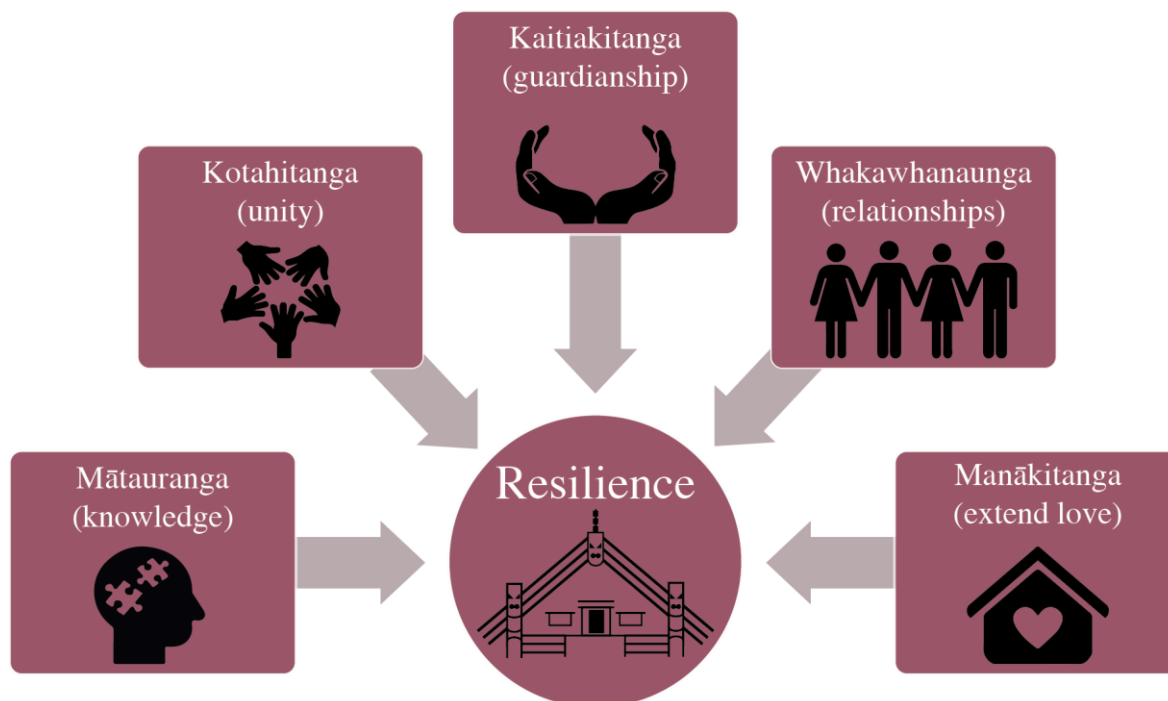 Kaitiakitanga
(guardianship)
Kotahitanga
(unity)
Whakawhanaunga
(relationships)
Mātauranga
(knowledge)
Resilience
Manākitanga
(extend love)